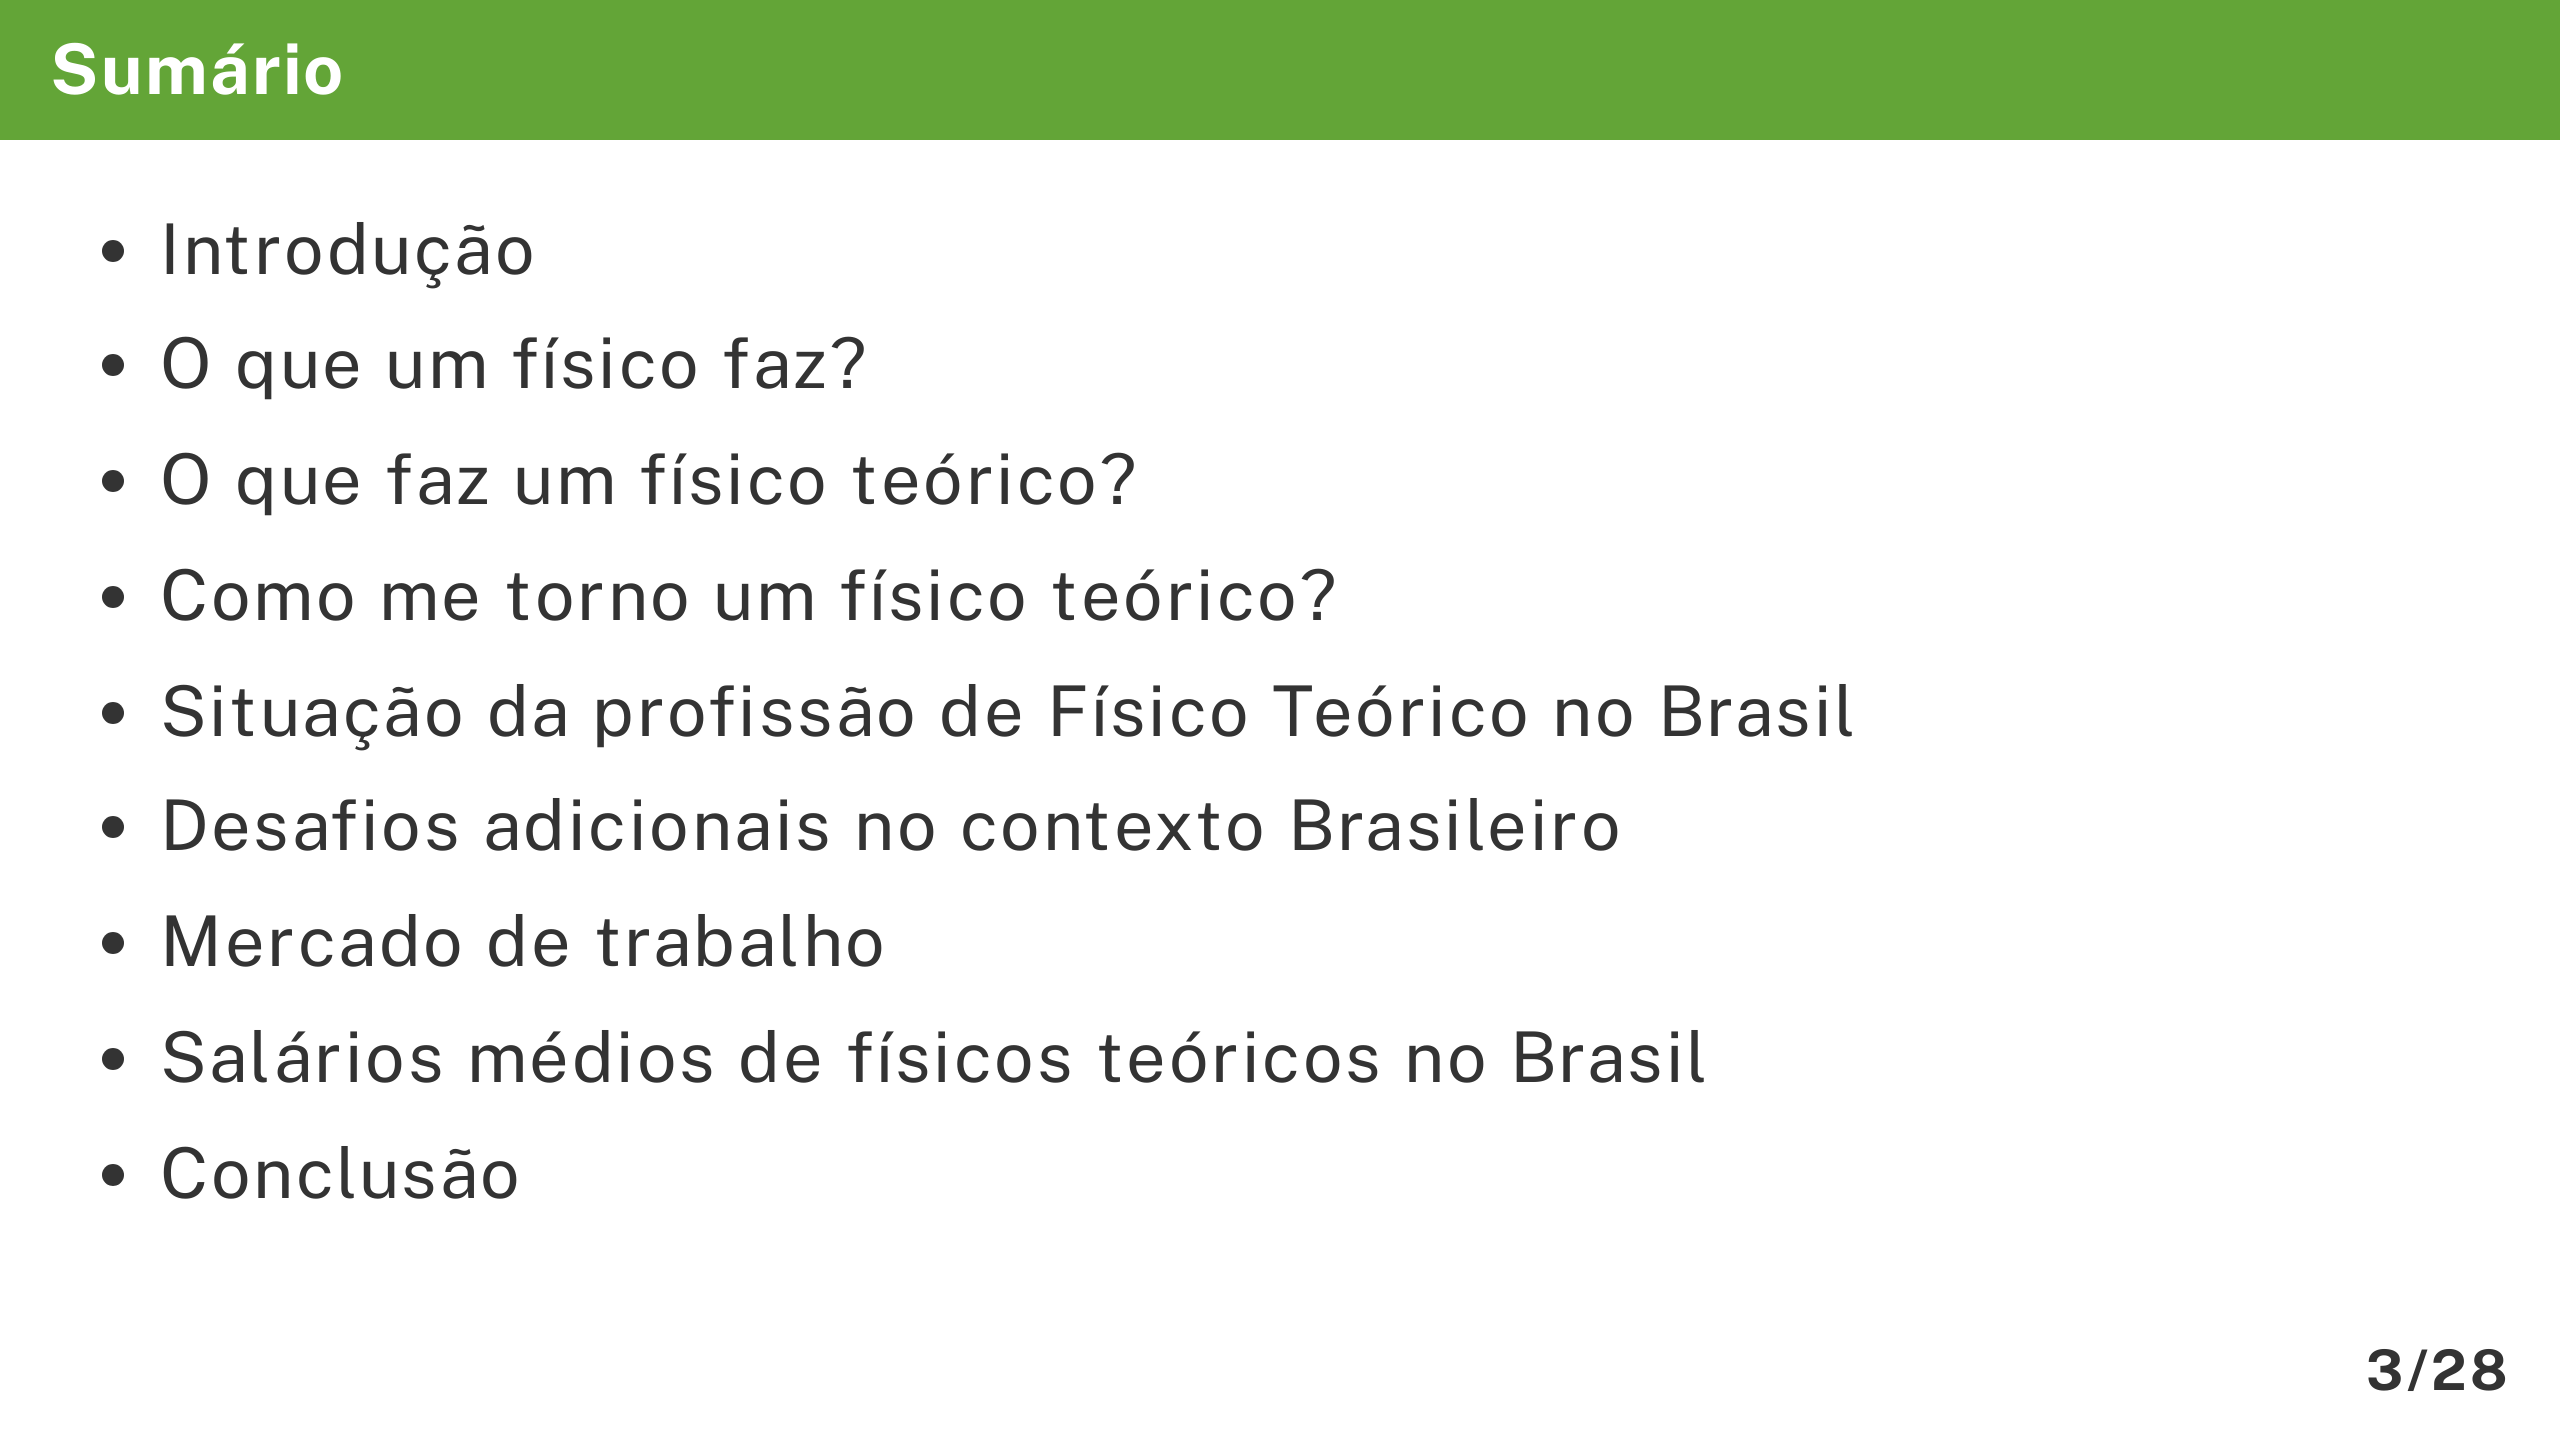 Sumário
• Introdução
• O que um físico faz?
• O que faz um físico teórico?
• Como me torno um físico teórico?
• Situação da profissão de Físico Teórico no Brasil
• Desafios adicionais no contexto Brasileiro
• Mercado de trabalho
• Salários médios de físicos teóricos no Brasil
• Conclusão
3/28